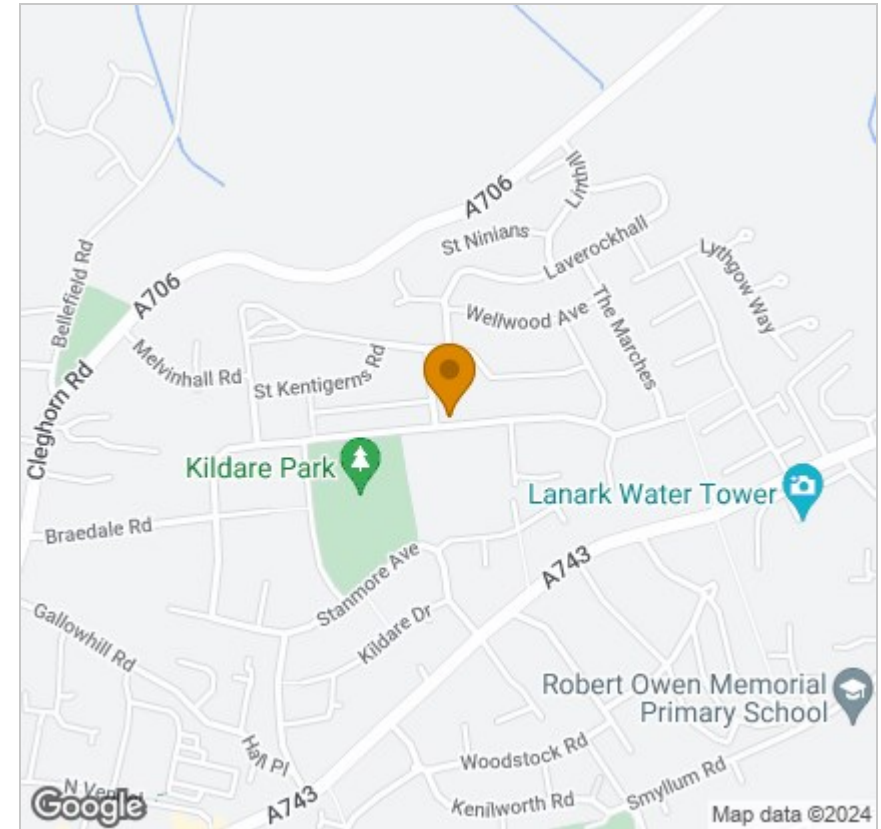 Linthall
A706
St Ninians
Laverockhall
Lythgow Way
Bellefield Rd
A706
Wellwood Ave
The Marches
Melvinhall Rd
St Kentigerns Rd
Cleghorn Rd
Kildare Park
Lanark Water Tower
Braedale Rd
A743
Stanmore Ave
Gallowhill Rd
Kildare Dr
Robert Owen Memorial
Primary School
Hall Pl
Woodstock Rd
Smyllum Rd
A743
Kenilworth Rd
Google
Map data ©2024